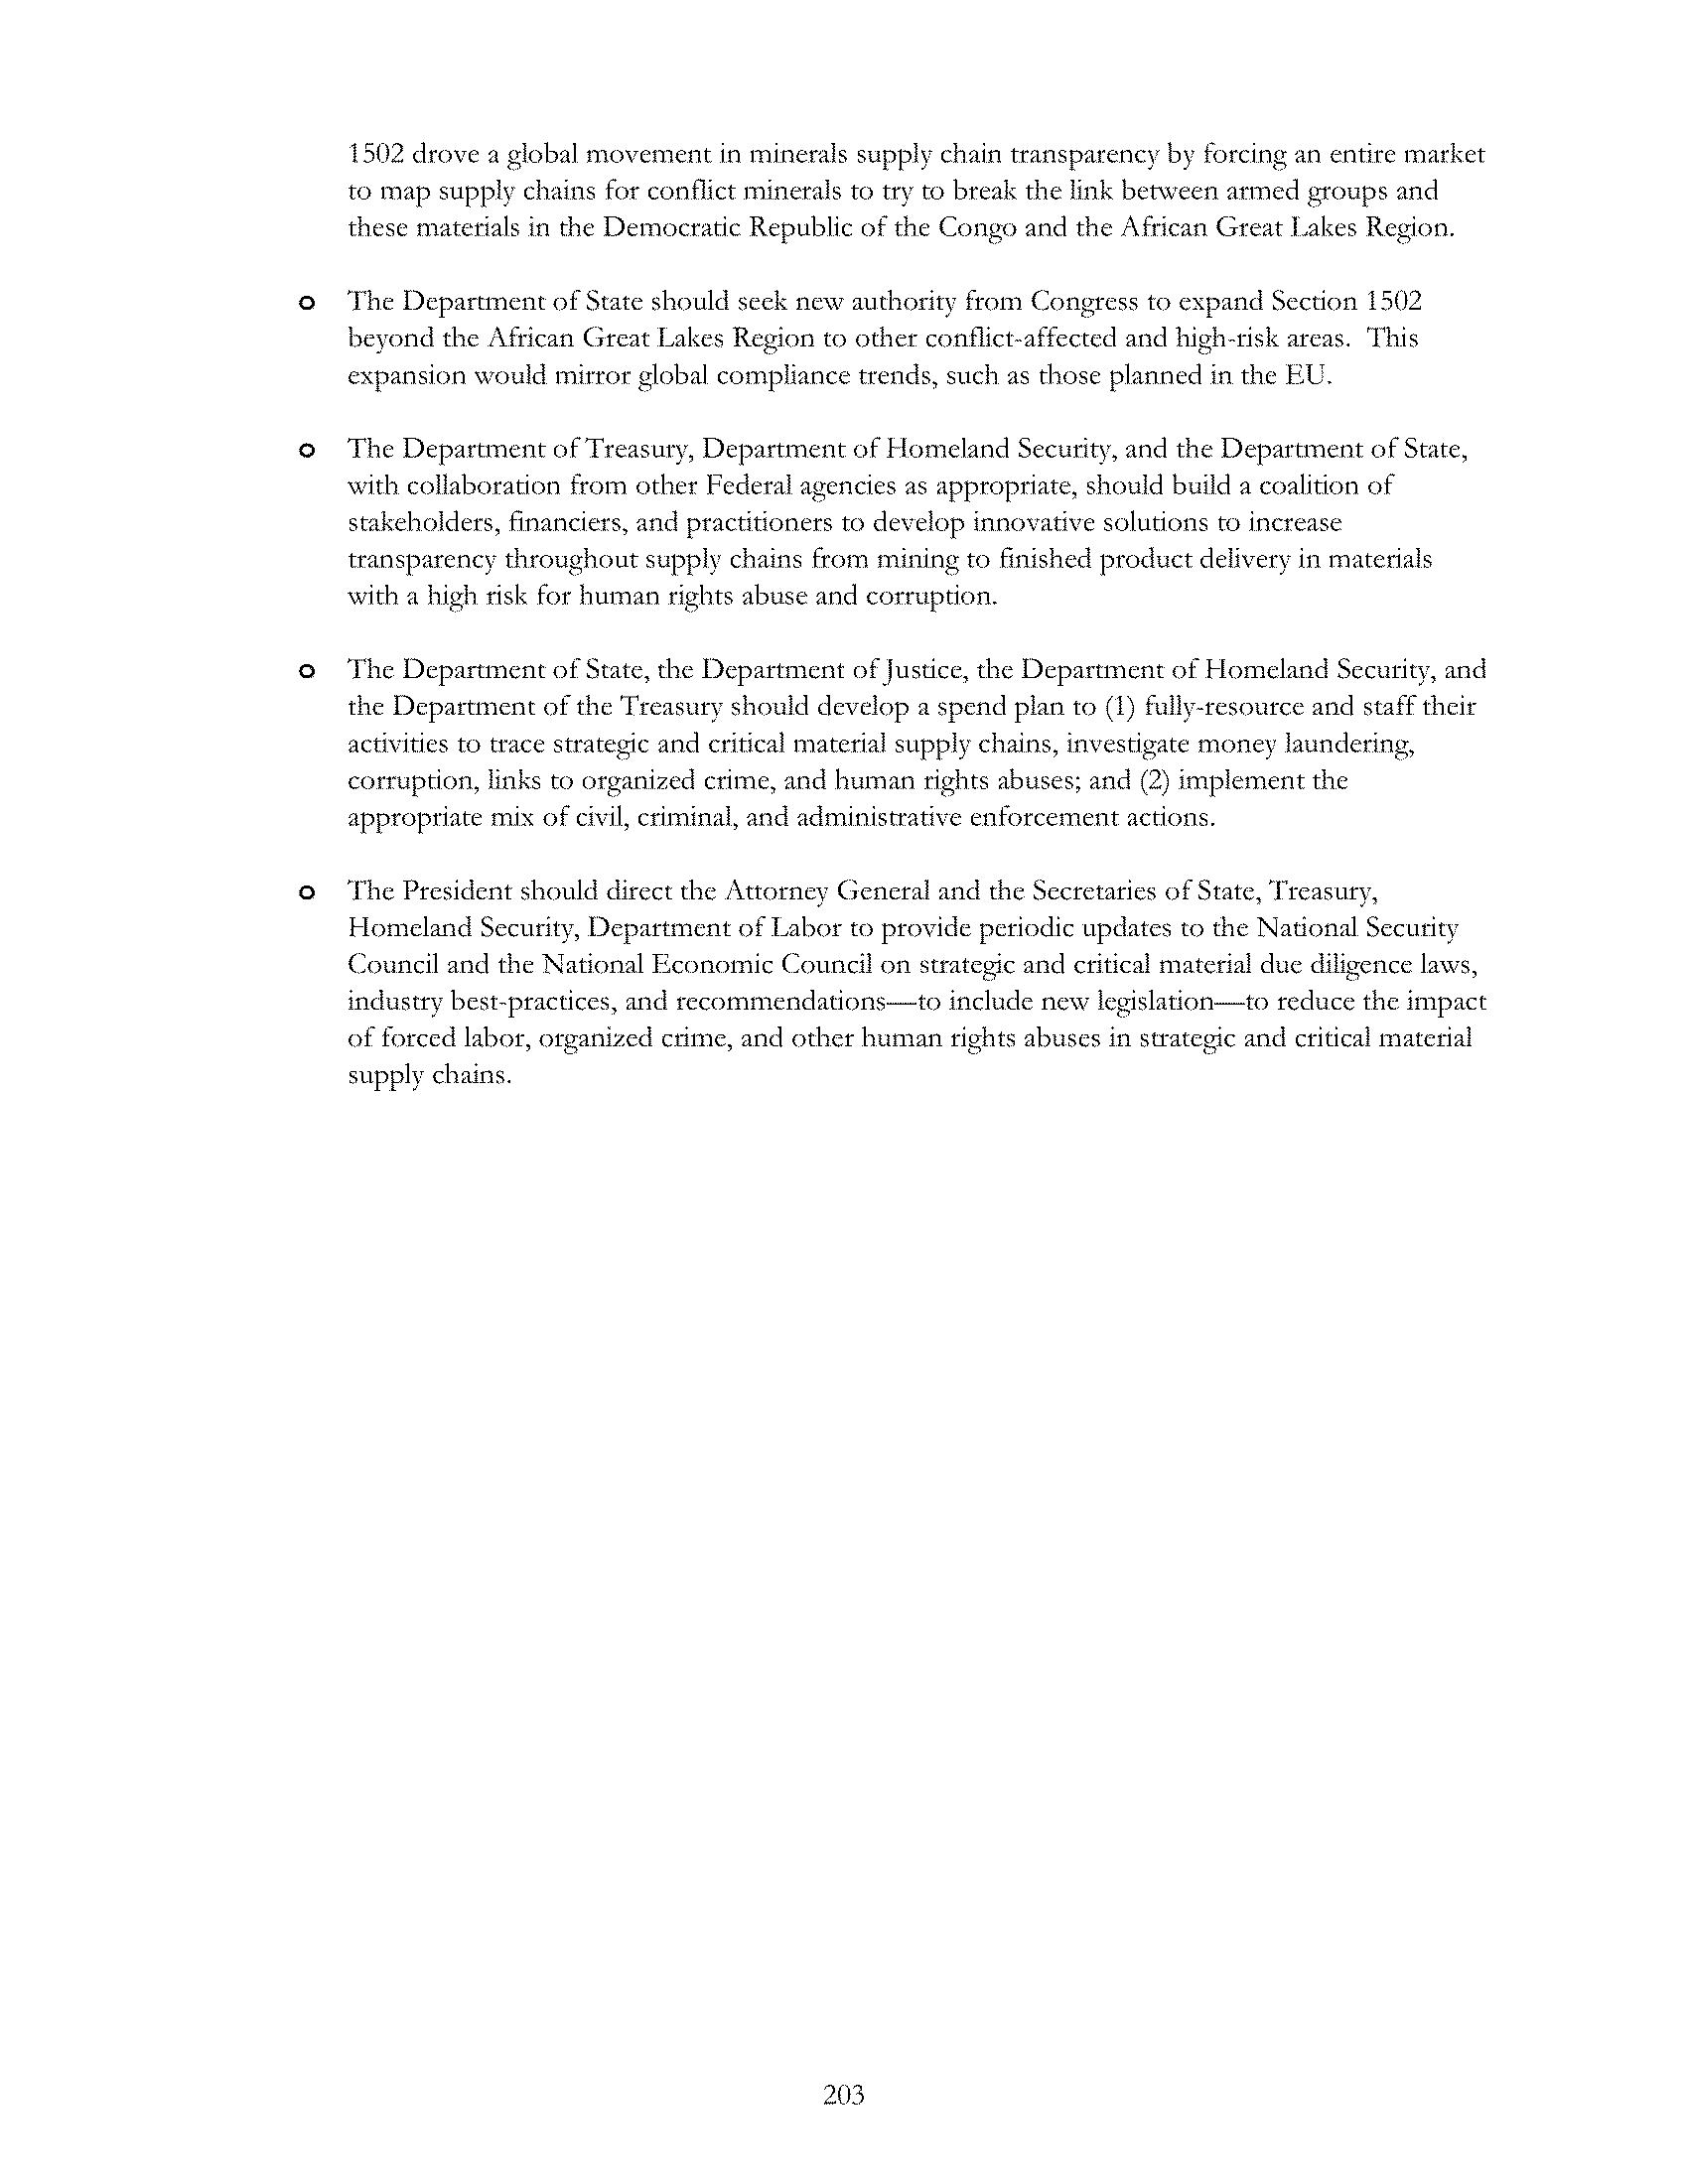 1502 drove a global movement in minerals supply chain transparency by forcing an entire market
to map supply chains for conflict minerals to try to break the link between armed groups and
these materials in the Democratic Republic of the Congo and the African Great Lakes Region.
o The Department of State should seek new authority from Congress to expand Section 1502
beyond the African Great Lakes Region to other conflict-affected and high-risk areas.  This
expansion would mirror global compliance trends, such as those planned in the EU.
o The Department of Treasury, Department of Homeland Security, and the Department of State,
with collaboration from other Federal agencies as appropriate, should build a coalition of
stakeholders, financiers, and practitioners to develop innovative solutions to increase
transparency throughout supply chains from mining to finished product delivery in materials
with a high risk for human rights abuse and corruption.
o The Department of State, the Department of Justice, the Department of Homeland Security, and
the Department of the Treasury should develop a spend plan to (1) fully-resource and staff their
activities to trace strategic and critical material supply chains, investigate money laundering,
corruption, links to organized crime, and human rights abuses; and (2) implement the
appropriate mix of civil, criminal, and administrative enforcement actions.
o The President should direct the Attorney General and the Secretaries of State, Treasury,
Homeland Security, Department of Labor to provide periodic updates to the National Security
Council and the National Economic Council on strategic and critical material due diligence laws,
industry best-practices, and recommendations—to include new legislation—to reduce the impact
of forced labor, organized crime, and other human rights abuses in strategic and critical material
supply chains.
203